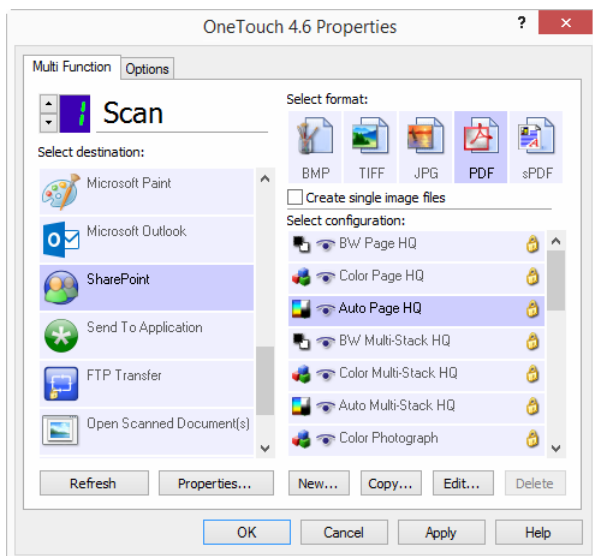 OneTouch 4.6 Properties
?
×
Multi Function
Options
1
Scan
Select destination:
Microsoft Paint
Microsoft Outlook
SharePoint
Send To Application
FTP Transfer
Open Scanned Document(s)
Refresh
Properties...
Select format:
BMP
TIFF
JPG
PDF
sPDF
Create single image files
Select configuration:
BW Page HQ
Color Page HQ
Auto Page HQ
BW Multi-Stack HQ
Color Multi-Stack HQ
Auto Multi-Stack HQ
Color Photograph
New...
Copy...
Edit...
Delete
OK
Cancel
Apply
Help